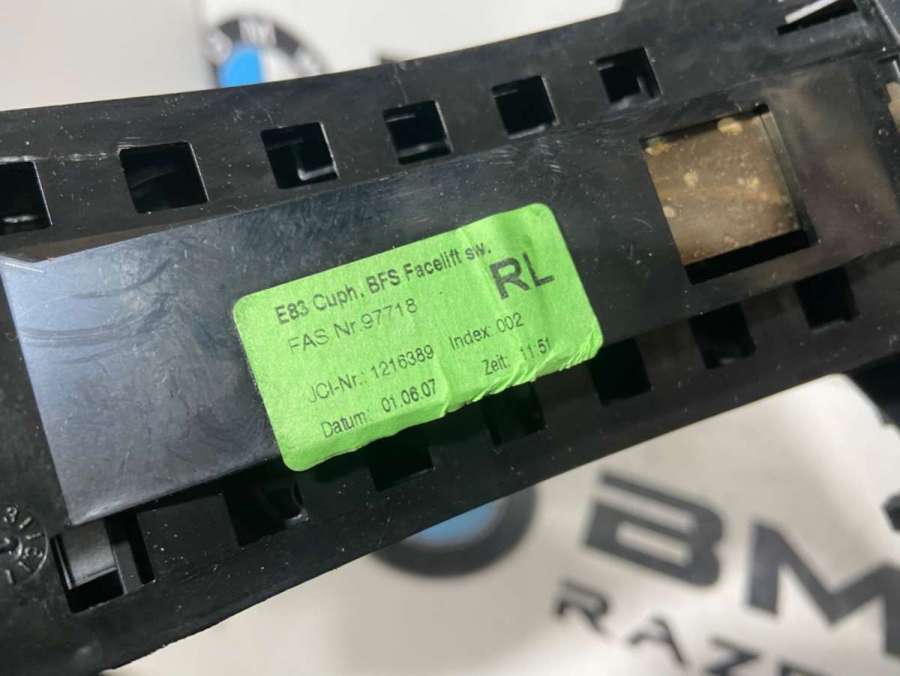 E83 Cuph. BFS Facelift sw.
FAS Nr.97718 RL
JCI-Nr.: 1216389 Index: 002
Datum: 01.06.07 Zeit: 11:51
BM
RAZ